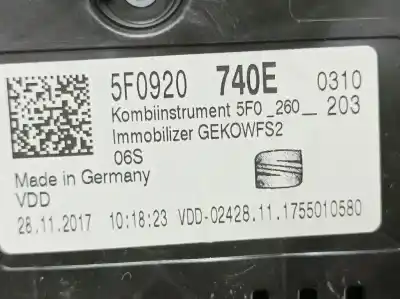 5F0920 740E 0310
Kombiinstrument 5F0_260__ 203
Immobilizer GEKOWFS2
06S
Made in Germany
VDD
28.11.2017 10:18:23 VDD-02428.11.1755010580